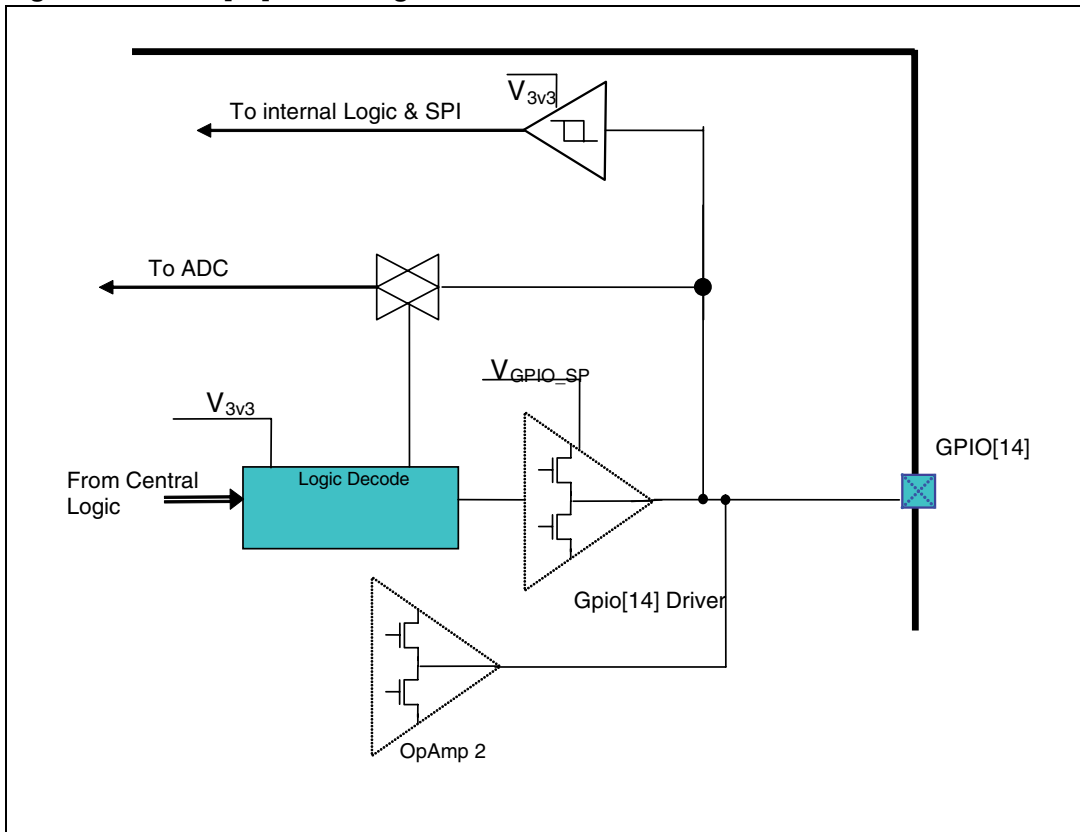 V3v3
To internal Logic & SPI
To ADC
VGPIO_SP
V3v3
GPIO[14]
From Central
Logic
Logic Decode
Gpio[14] Driver
OpAmp 2